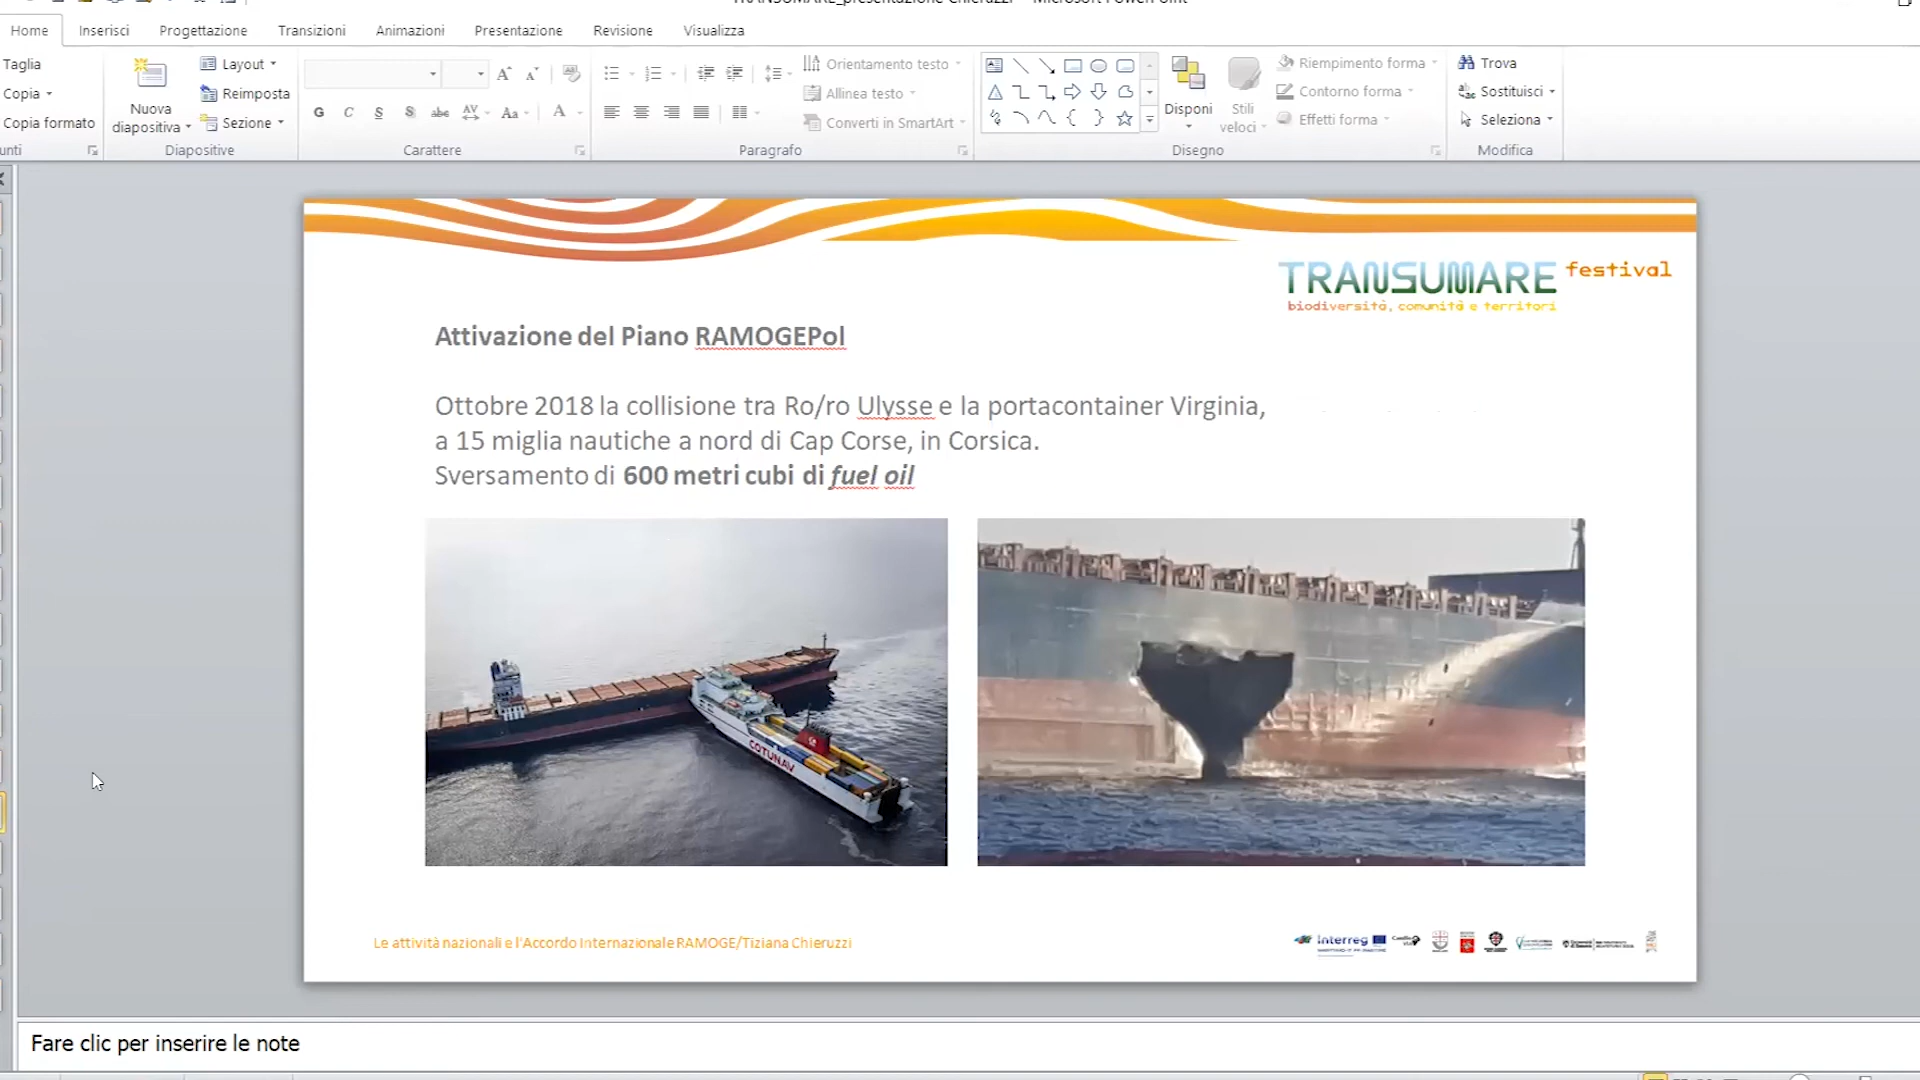 Home Inserisci Progettazione Transizioni Animazioni Presentazione Revisione Visualizza
Taglia
Copia
Copia formato
Nuova
diapositiva
Layout
Reimposta
Sezione
Diapositive
G C S S abc AV Aa A
Carattere
Orientamento testo
Allinea testo
Converti in SmartArt
Paragrafo
Disponi
Stili
veloci
Riempimento forma
Contorno forma
Effetti forma
Disegno
Trova
Sostituisci
Seleziona
Modifica
TRANSUMARE festival
biodiversità, comunità e territori
Attivazione del Piano RAMOGEPol
Ottobre 2018 la collisione tra Ro/ro Ulysse e la portacontainer Virginia,
a 15 miglia nautiche a nord di Cap Corse, in Corsica.
Sversamento di 600 metri cubi di fuel oil
COTUNAV
Le attività nazionali e l'Accordo Internazionale RAMOGE/Tiziana Chieruzzi
Interreg
Fare clic per inserire le note